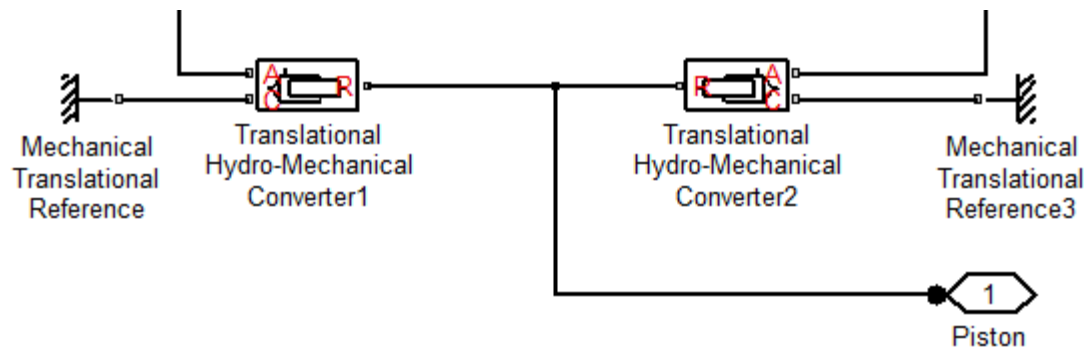 A
C
R
R
A
C
Mechanical
Translational
Reference
Translational
Hydro-Mechanical
Converter1
Translational
Hydro-Mechanical
Converter2
Mechanical
Translational
Reference3
1
Piston